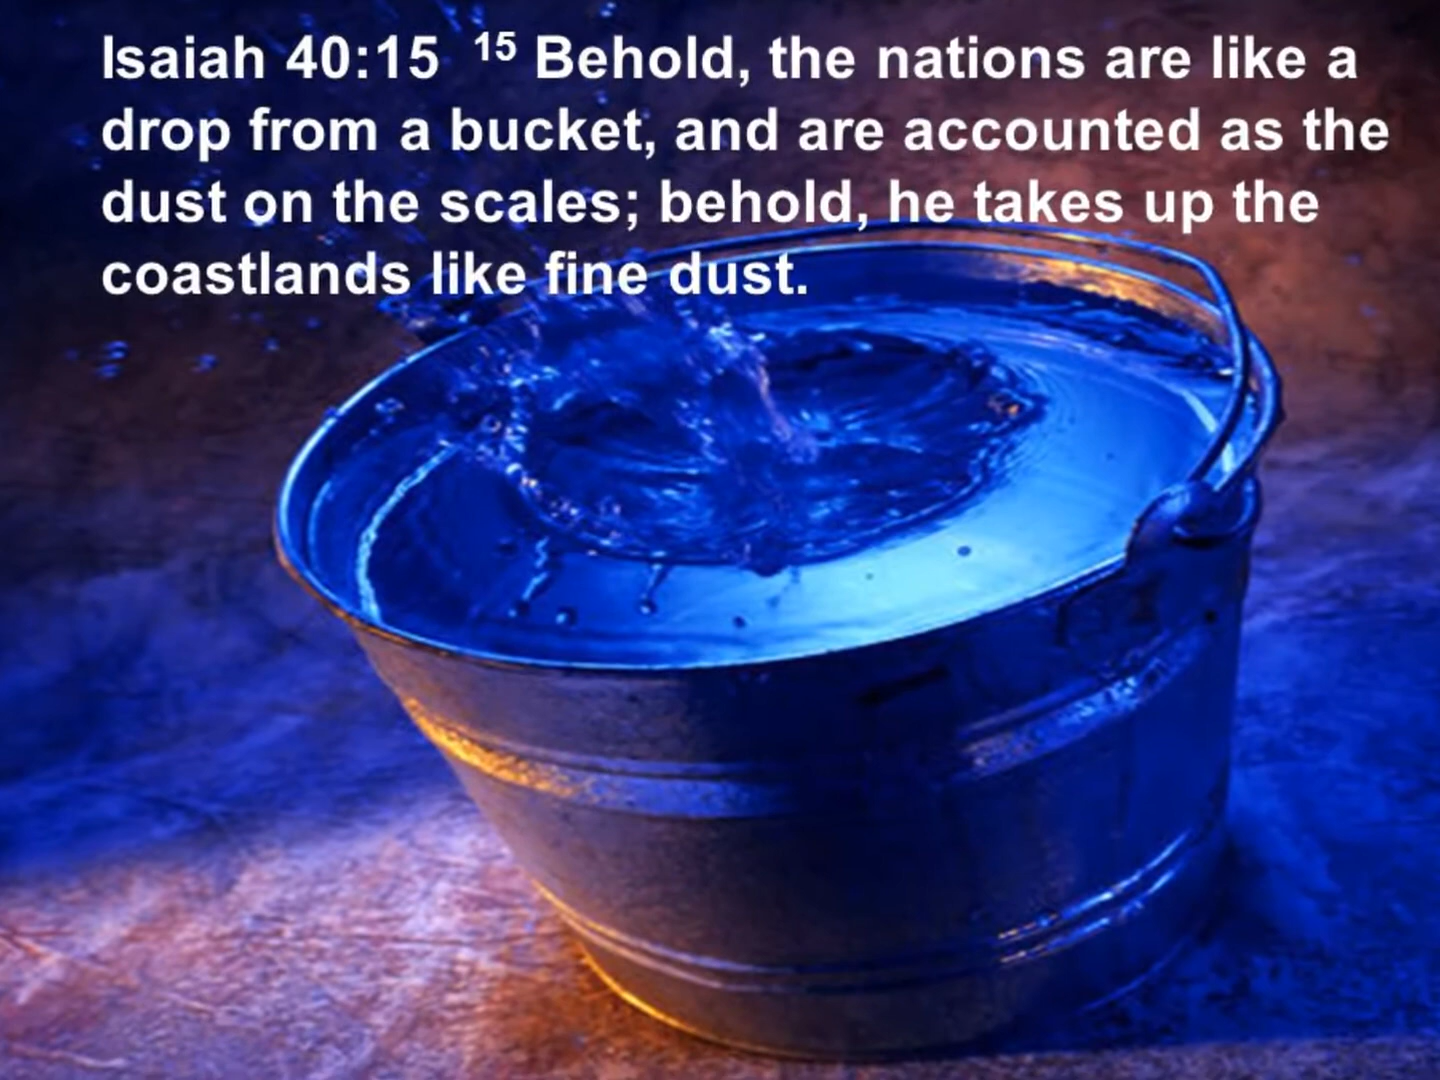 Isaiah 40:15 15 Behold, the nations are like a
drop from a bucket, and are accounted as the
dust on the scales; behold, he takes up the
coastlands like fine dust.